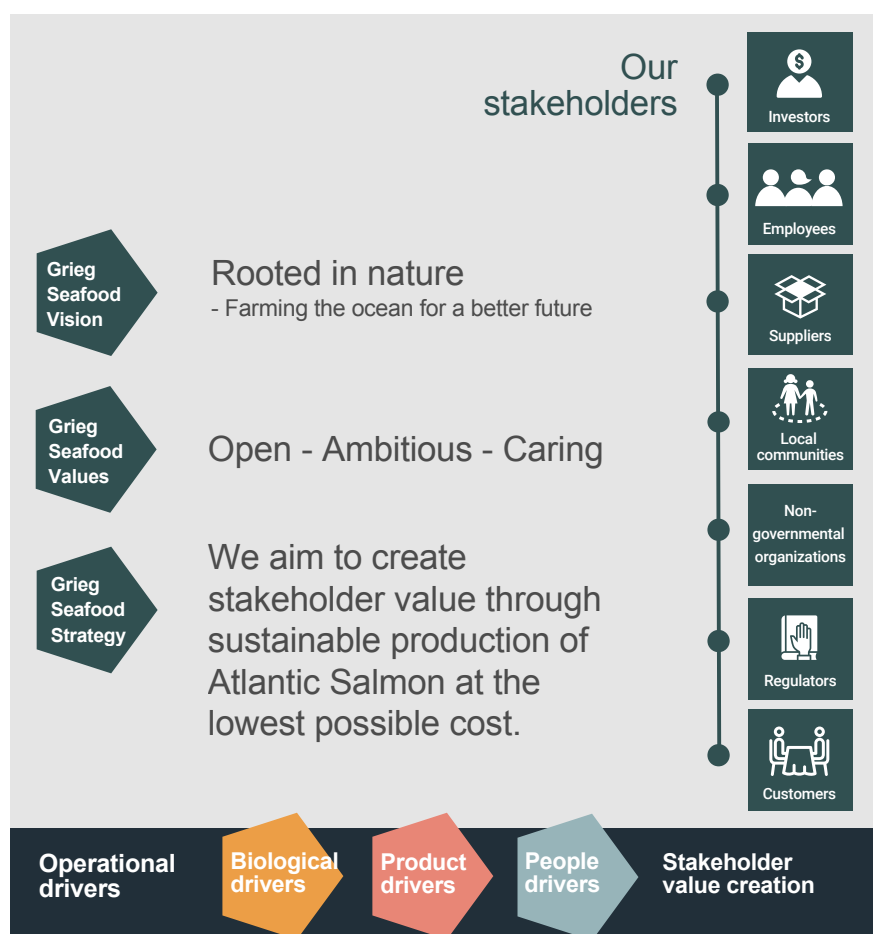 Our
stakeholders
Investors
Employees
Suppliers
Local
communities
Non-
governmental
organizations
Regulators
Customers
Grieg
Seafood
Vision
Rooted in nature
- Farming the ocean for a better future
Grieg
Seafood
Values
Open - Ambitious - Caring
Grieg
Seafood
Strategy
We aim to create
stakeholder value through
sustainable production of
Atlantic Salmon at the
lowest possible cost.
Operational
drivers
Biological
drivers
Product
drivers
People
drivers
Stakeholder
value creation